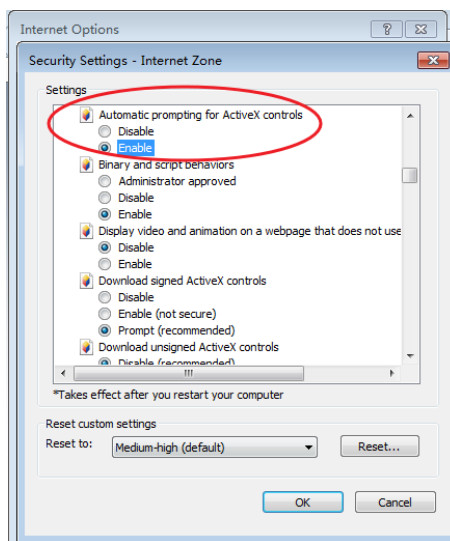 Internet Options
Security Settings - Internet Zone
Settings
Automatic prompting for ActiveX controls
Disable
Enable
Binary and script behaviors
Administrator approved
Disable
Enable
Display video and animation on a webpage that does not use
Disable
Enable
Download signed ActiveX controls
Disable
Enable (not secure)
Prompt (recommended)
Download unsigned ActiveX controls
Disable (recommended)
*Takes effect after you restart your computer
Reset custom settings
Reset to:
Medium-high (default)
Reset...
OK
Cancel